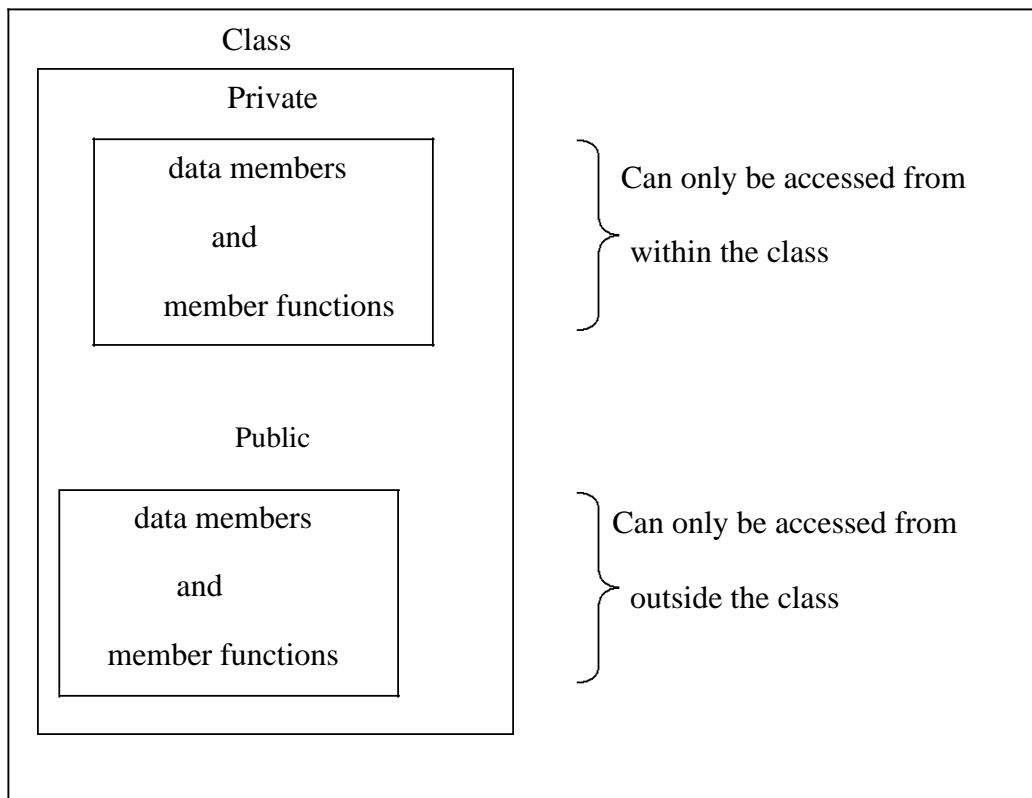 Class
Private
data members
and
member functions
Can only be accessed from
within the class
Public
data members
and
member functions
Can only be accessed from
outside the class